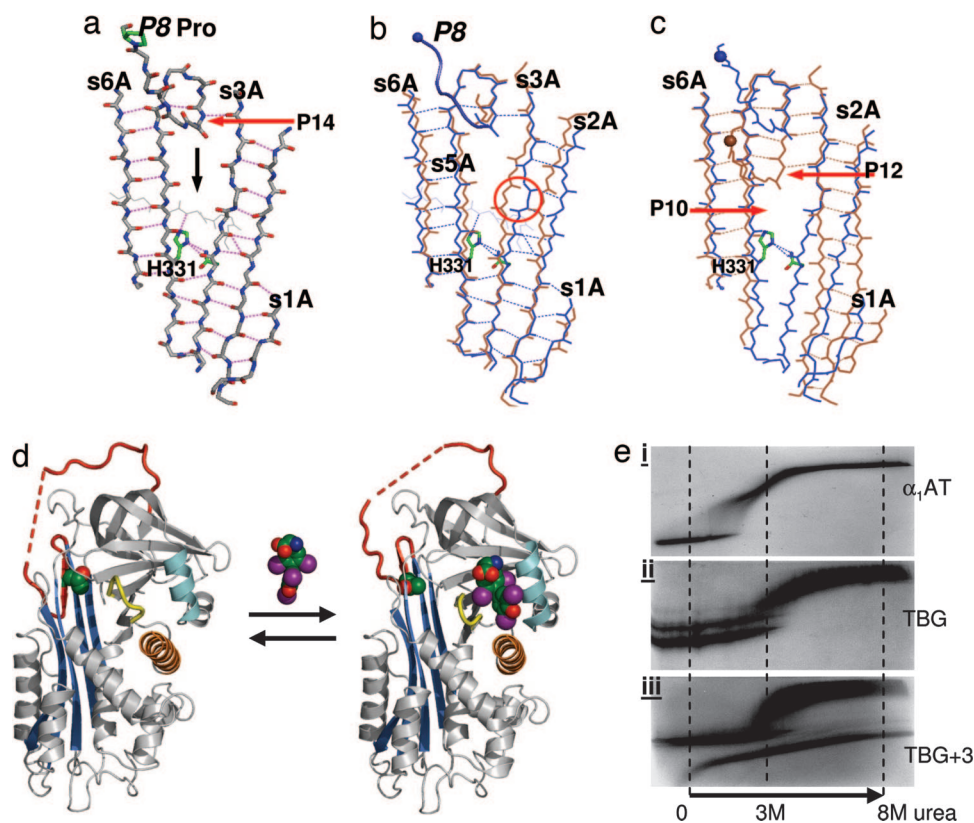 a
P8 Pro
s6A
s3A
P14
H331
s1A
b
P8
s6A
s3A
s2A
s5A
H331
s1A
c
s6A
s2A
P12
P10
H331
s1A
d
e
i
α₁AT
ii
TBG
iii
TBG+3
0 3M 8M urea